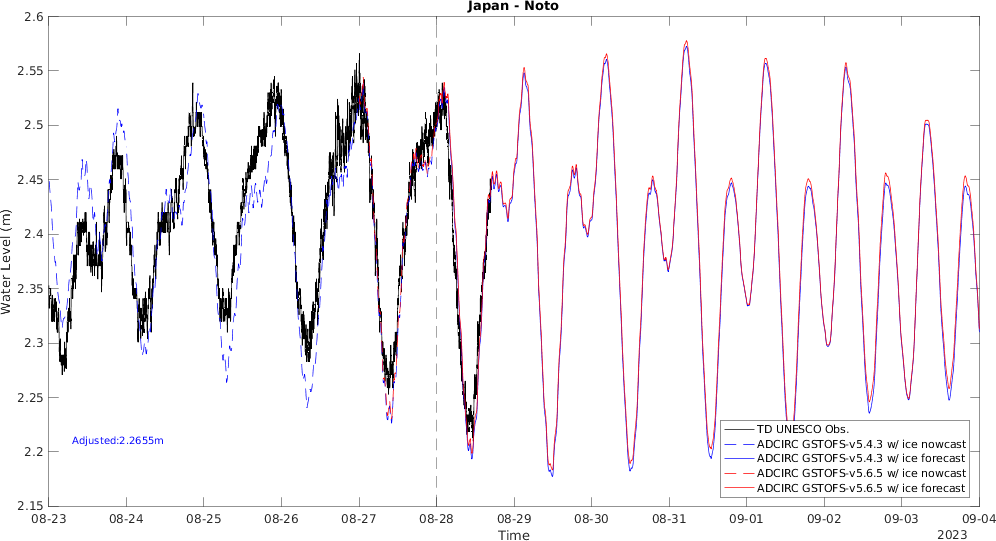 Japan - Noto
2.6
2.55
2.5
2.45
2.4
2.35
2.3
2.25
2.2
2.15
Water Level (m)
Adjusted:2.2655m
TD UNESCO Obs.
ADCIRC GSTOFS-v5.4.3 w/ ice nowcast
ADCIRC GSTOFS-v5.4.3 w/ ice forecast
ADCIRC GSTOFS-v5.6.5 w/ ice nowcast
ADCIRC GSTOFS-v5.6.5 w/ ice forecast
08-23 08-24 08-25 08-26 08-27 08-28 08-29 08-30 08-31 09-01 09-02 09-03 09-04
Time
2023